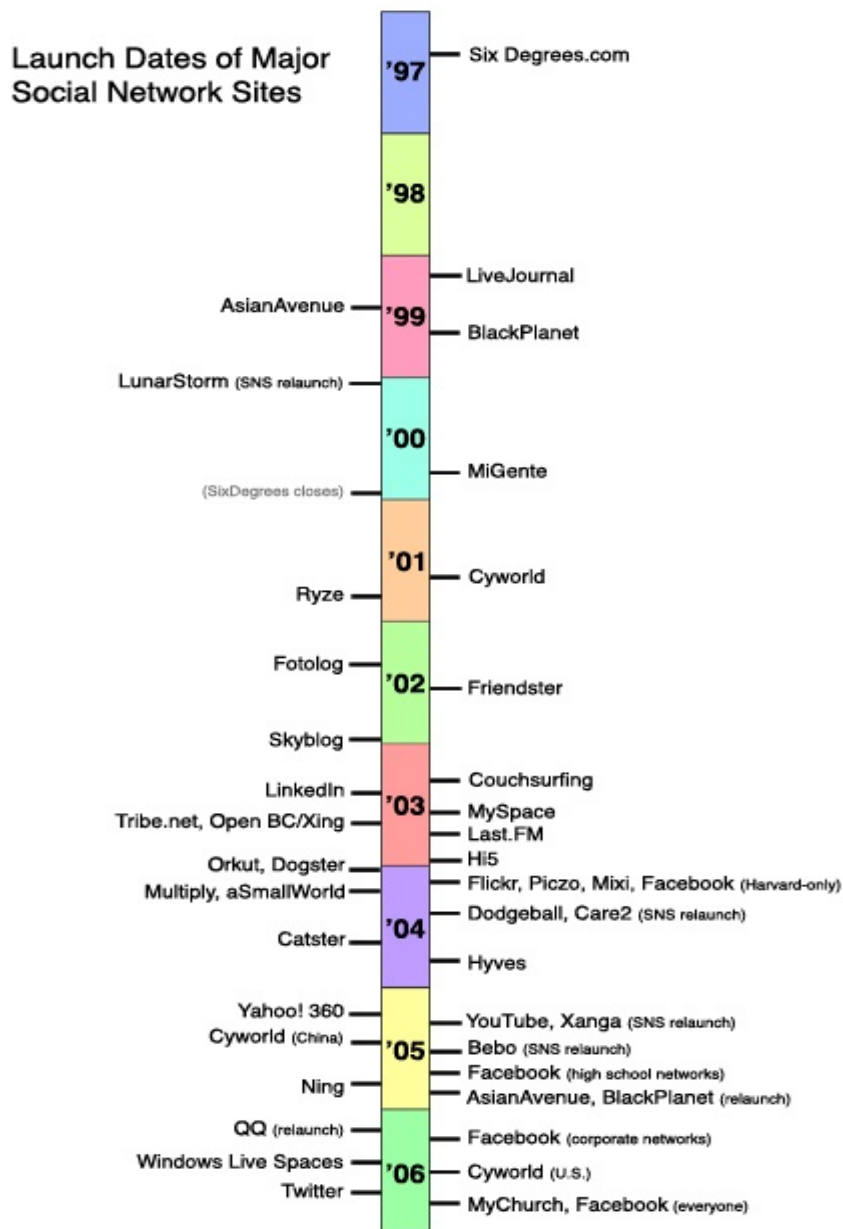 Launch Dates of Major
Social Network Sites
'97
Six Degrees.com
'98
LiveJournal
AsianAvenue
'99
BlackPlanet
LunarStorm (SNS relaunch)
'00
MiGente
(SixDegrees closes)
'01
Cyworld
Ryze
Fotolog
'02
Friendster
Skyblog
Couchsurfing
LinkedIn
'03
MySpace
Tribe.net, Open BC/Xing
Last.FM
Hi5
Orkut, Dogster
Flickr, Piczo, Mixi, Facebook (Harvard-only)
Multiply, aSmallWorld
Dodgeball, Care2 (SNS relaunch)
'04
Catster
Hyves
Yahoo! 360
YouTube, Xanga (SNS relaunch)
Cyworld (China)
'05
Bebo (SNS relaunch)
Facebook (high school networks)
Ning
AsianAvenue, BlackPlanet (relaunch)
QQ (relaunch)
Facebook (corporate networks)
Windows Live Spaces
'06
Cyworld (U.S.)
Twitter
MyChurch, Facebook (everyone)